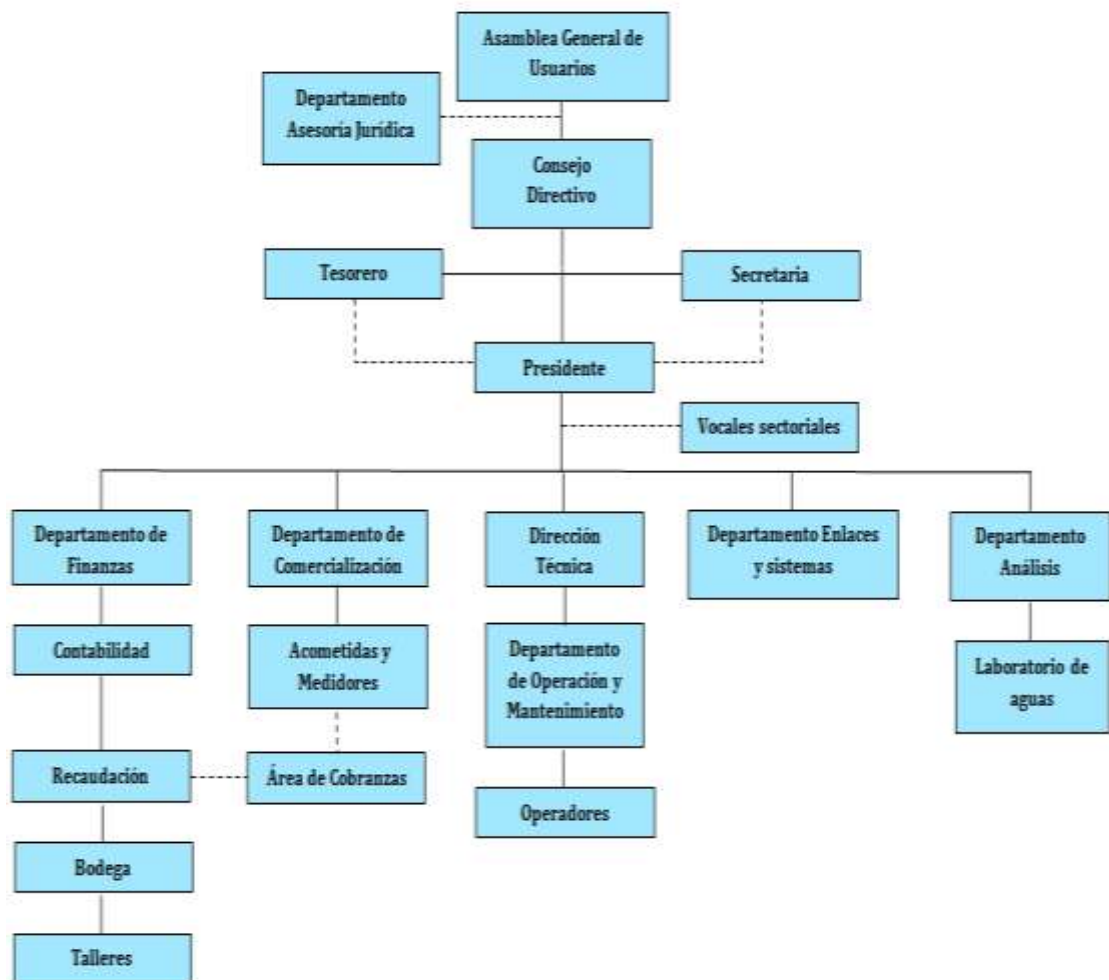 Asamblea General de
Usuarios
Departamento
Asesoría Jurídica
Consejo
Directivo
Tesorero
Secretaria
Presidente
Vocales sectoriales
Departamento de
Finanzas
Departamento de
Comercialización
Dirección
Técnica
Departamento Enlaces
y sistemas
Departamento
Análisis
Contabilidad
Acometidas y
Medidores
Departamento
de Operación y
Mantenimiento
Laboratorio de
aguas
Recaudación
Área de Cobranzas
Operadores
Bodega
Talleres